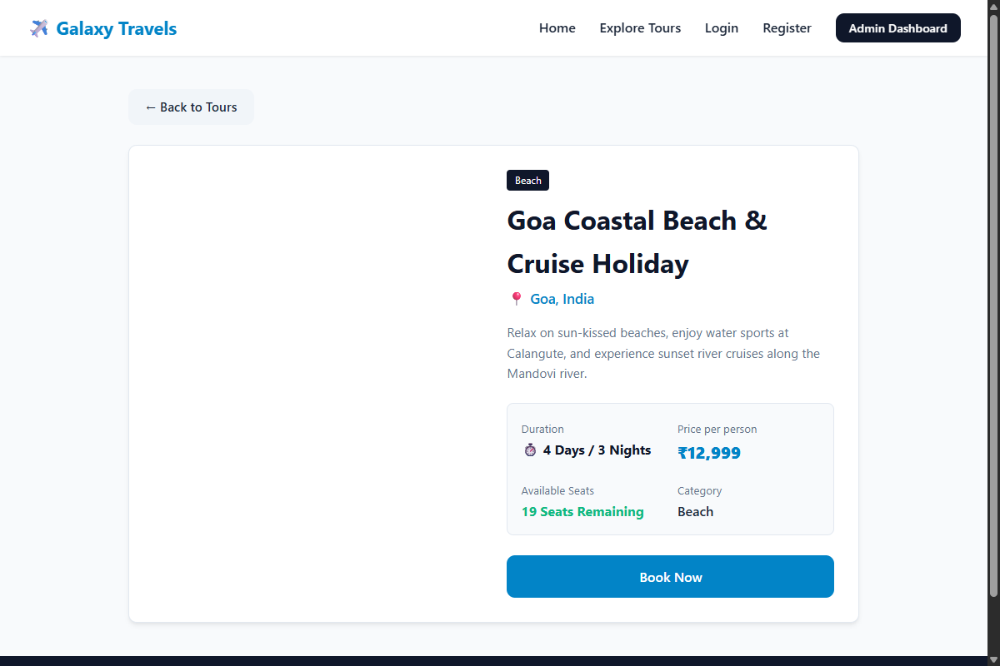 Galaxy Travels
Home Explore Tours Login Register Admin Dashboard
← Back to Tours
Beach
Goa Coastal Beach &
Cruise Holiday
Goa, India
Relax on sun-kissed beaches, enjoy water sports at
Calangute, and experience sunset river cruises along the
Mandovi river.
Duration Price per person
4 Days / 3 Nights ₹12,999
Available Seats Category
19 Seats Remaining Beach
Book Now